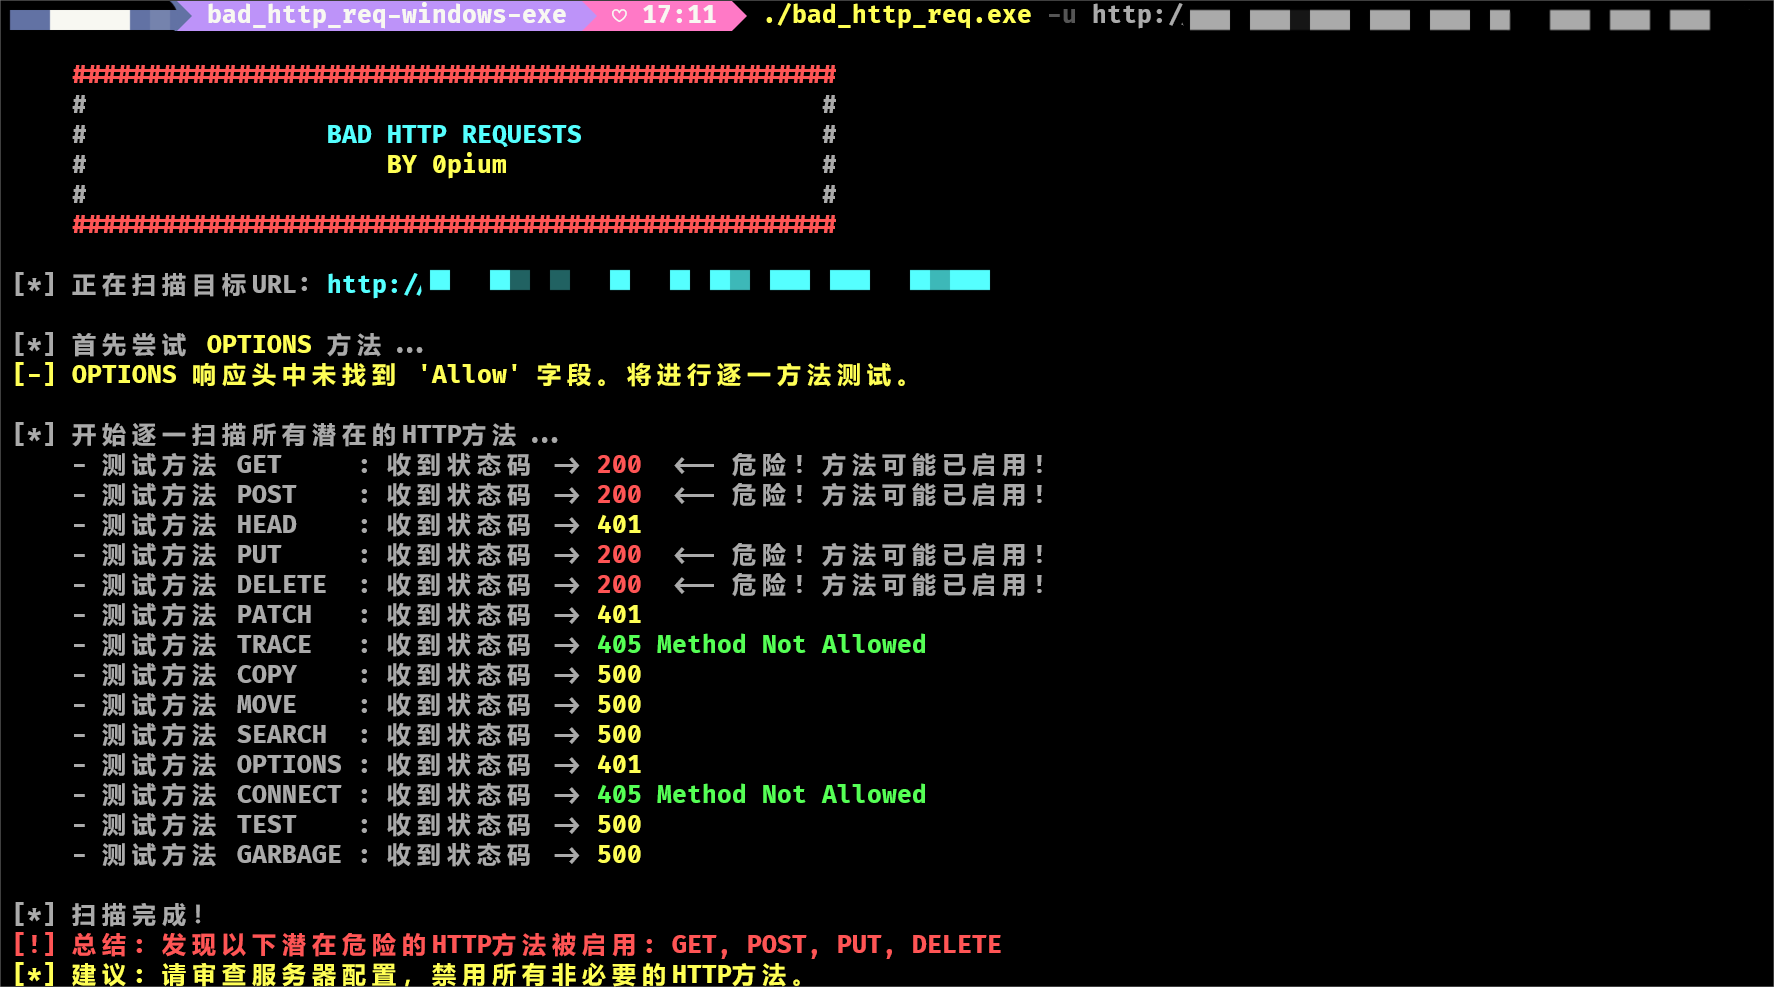 bad_http_req-windows-exe ♡ 17:11 ./bad_http_req.exe -u http:/
###################################################
# #
# BAD HTTP REQUESTS #
# BY 0pium #
# #
###################################################
[*] 正在扫描目标URL: http://
[*] 首先尝试 OPTIONS 方法 ...
[-] OPTIONS 响应头中未找到 'Allow' 字段。将进行逐一方法测试。
[*] 开始逐一扫描所有潜在的HTTP方法 ...
- 测试方法 GET : 收到状态码 -> 200 <-- 危险! 方法可能已启用!
- 测试方法 POST : 收到状态码 -> 200 <-- 危险! 方法可能已启用!
- 测试方法 HEAD : 收到状态码 -> 401
- 测试方法 PUT : 收到状态码 -> 200 <-- 危险! 方法可能已启用!
- 测试方法 DELETE : 收到状态码 -> 200 <-- 危险! 方法可能已启用!
- 测试方法 PATCH : 收到状态码 -> 401
- 测试方法 TRACE : 收到状态码 -> 405 Method Not Allowed
- 测试方法 COPY : 收到状态码 -> 500
- 测试方法 MOVE : 收到状态码 -> 500
- 测试方法 SEARCH : 收到状态码 -> 500
- 测试方法 OPTIONS : 收到状态码 -> 401
- 测试方法 CONNECT : 收到状态码 -> 405 Method Not Allowed
- 测试方法 TEST : 收到状态码 -> 500
- 测试方法 GARBAGE : 收到状态码 -> 500
[*] 扫描完成!
[!] 总结: 发现以下潜在危险的HTTP方法被启用: GET, POST, PUT, DELETE
[*] 建议: 请审查服务器配置, 禁用所有非必要的HTTP方法。